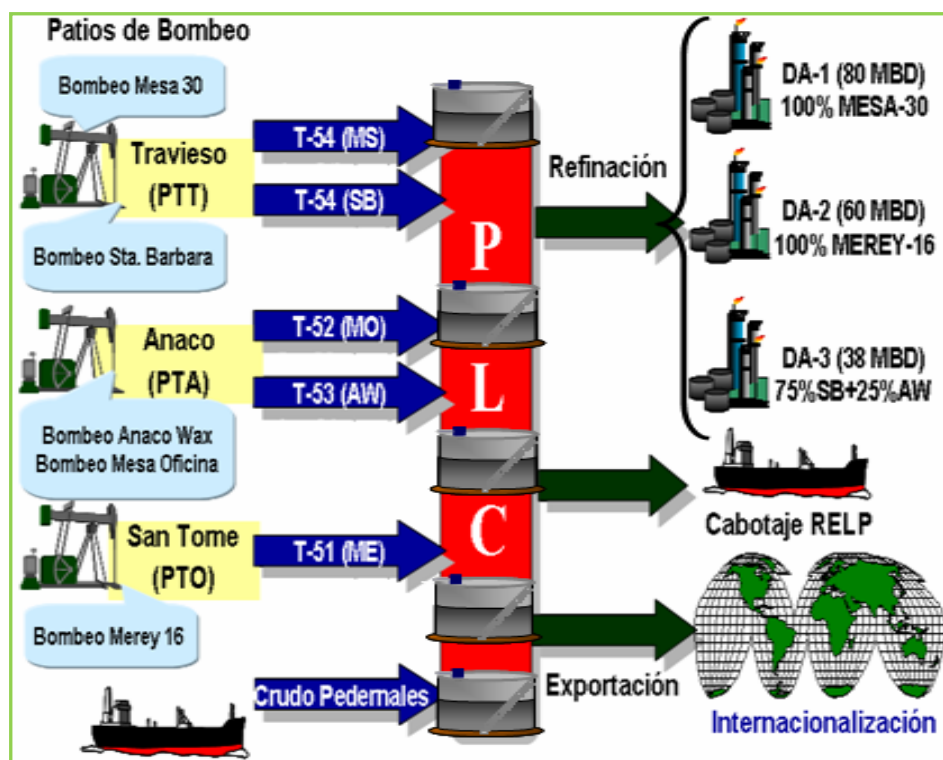 Patios de Bombeo
Bombeo Mesa 30
Travieso
(PTT)
T-54 (MS)
T-54 (SB)
Bombeo Sta. Barbara
Anaco
(PTA)
T-52 (MO)
T-53 (AW)
Bombeo Anaco Wax
Bombeo Mesa Oficina
San Tome
(PTO)
T-51 (ME)
Bombeo Merey 16
Crudo Pedernales
P
L
C
Refinación
DA-1 (80 MBD)
100% MESA-30
DA-2 (60 MBD)
100% MEREY-16
DA-3 (38 MBD)
75%SB+25%AW
Cabotaje RELP
Exportación
Internacionalización